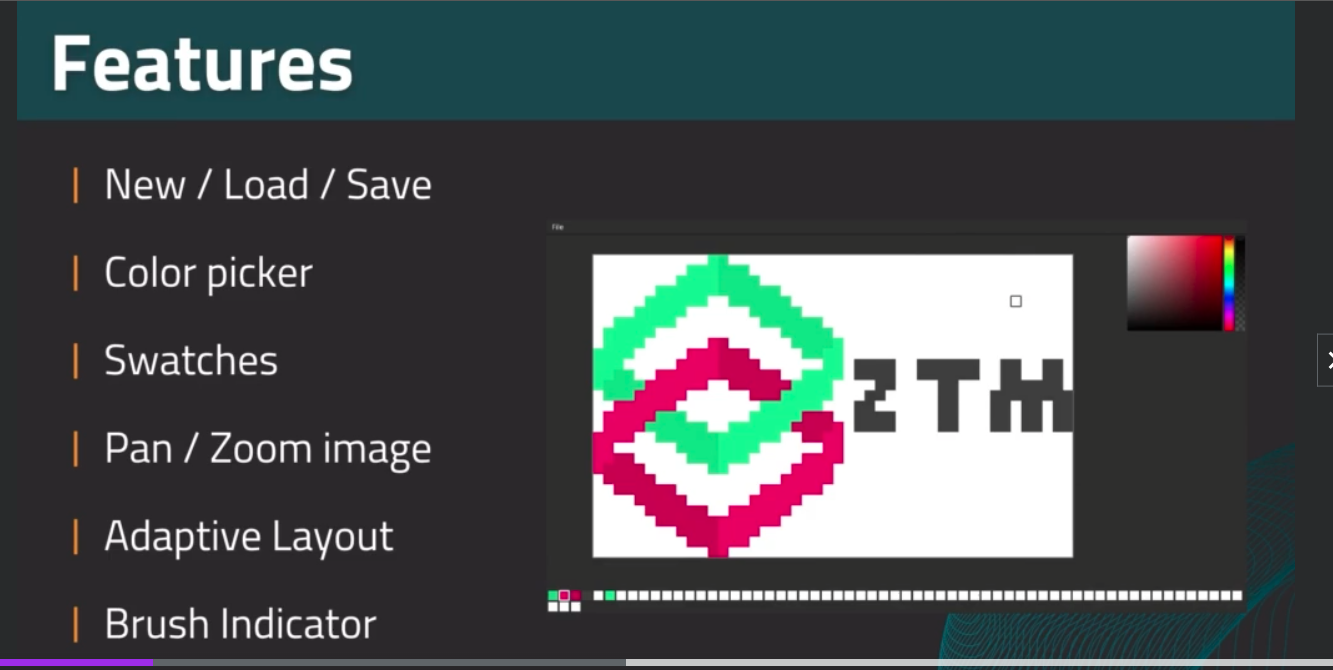 Features
New / Load / Save
Color picker
Swatches
Pan / Zoom image
Adaptive Layout
Brush Indicator
File
ZTM